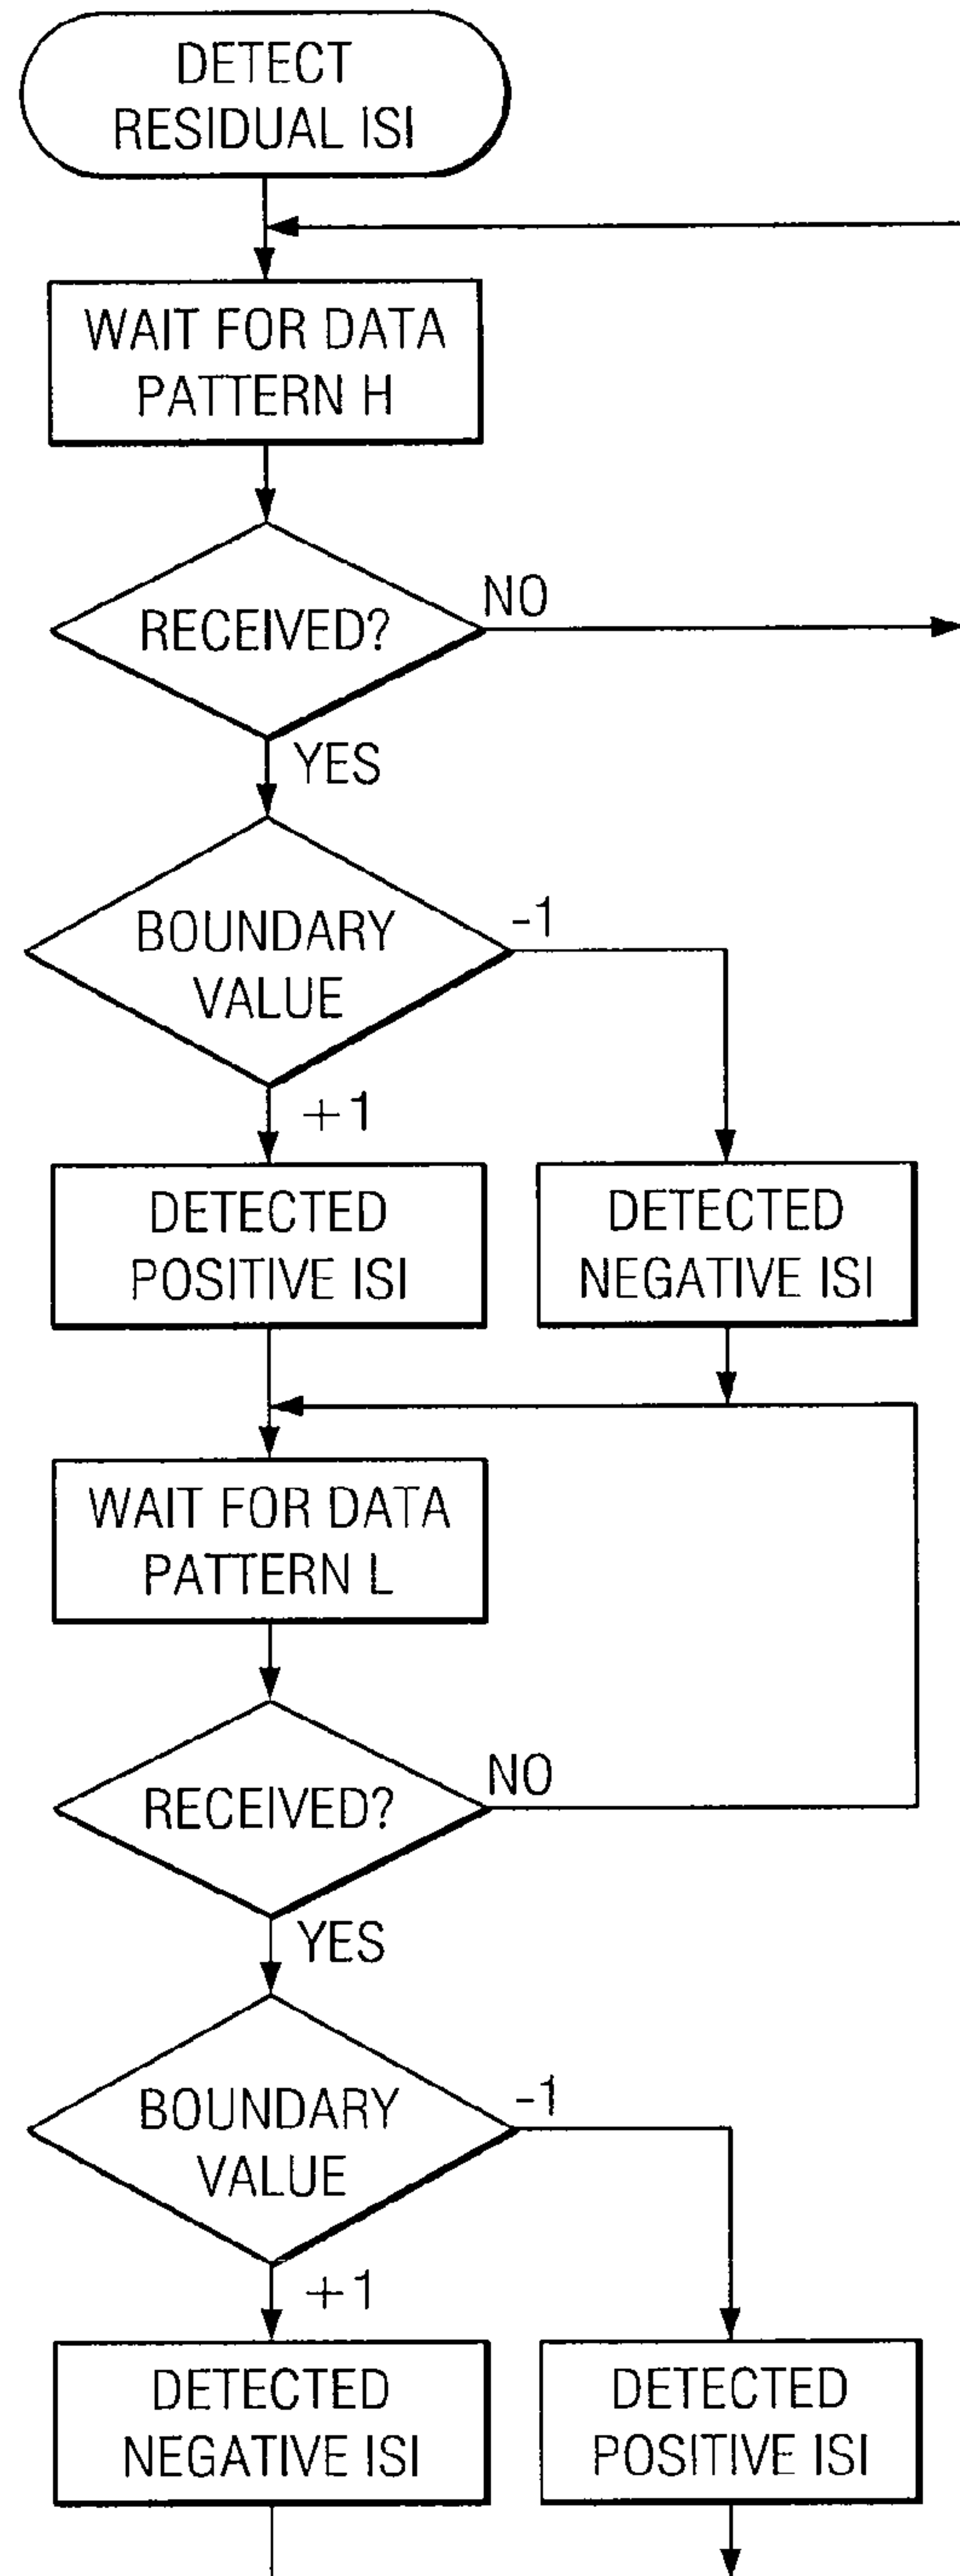 DETECT
RESIDUAL ISI
WAIT FOR DATA
PATTERN H
RECEIVED?
NO
YES
BOUNDARY
VALUE
-1
+1
DETECTED
POSITIVE ISI
DETECTED
NEGATIVE ISI
WAIT FOR DATA
PATTERN L
RECEIVED?
NO
YES
BOUNDARY
VALUE
-1
+1
DETECTED
NEGATIVE ISI
DETECTED
POSITIVE ISI